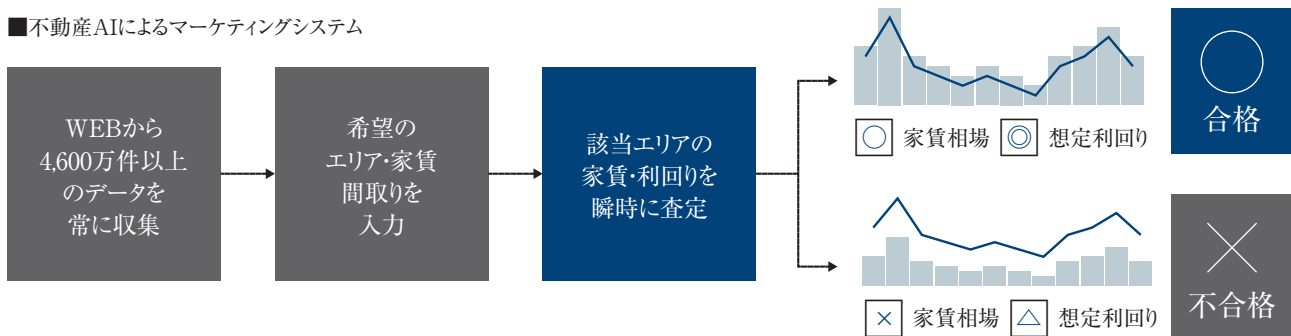 ■不動産AIによるマーケティングシステム
WEBから
4,600万件以上
のデータを
常に収集
希望の
エリア・家賃
間取りを
入力
該当エリアの
家賃・利回りを
瞬時に査定
○ 家賃相場 ◎ 想定利回り
○
合格
× 家賃相場 △ 想定利回り
×
不合格